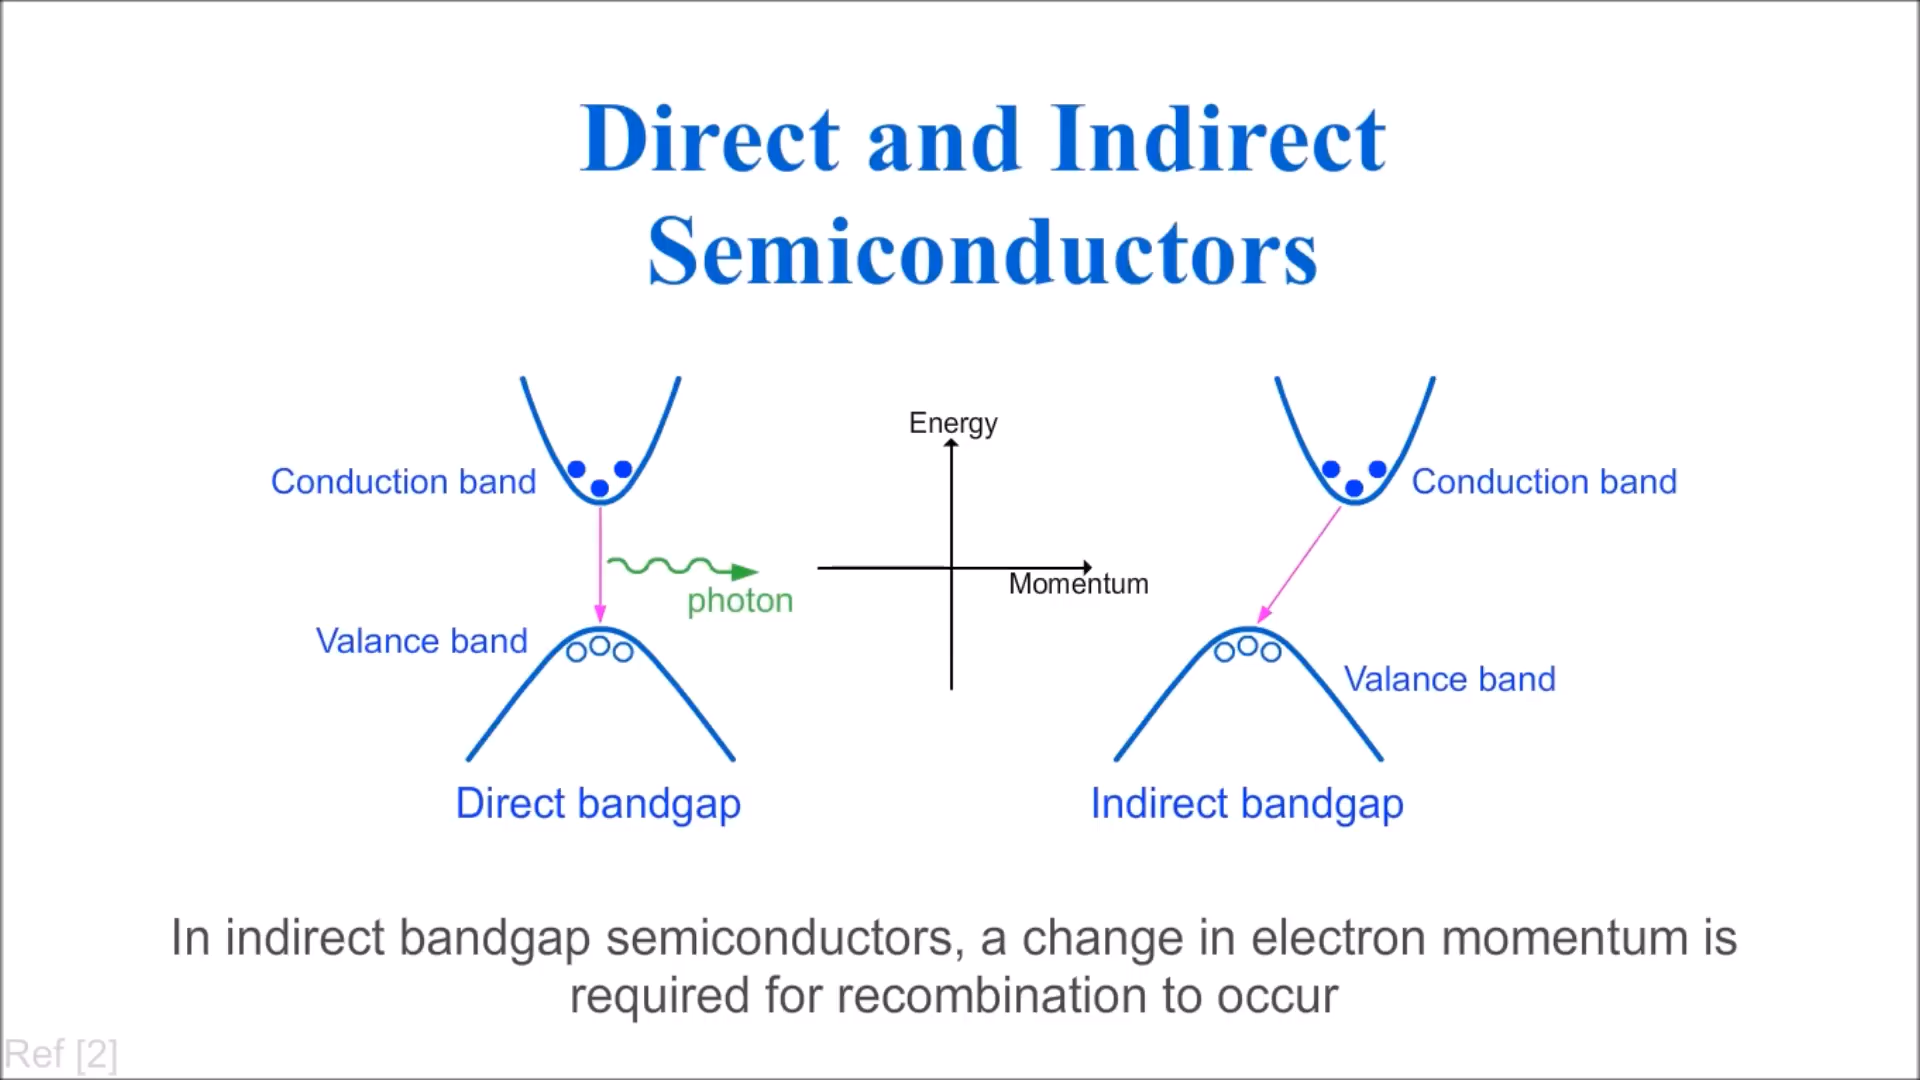 Direct and Indirect
Semiconductors
Energy
Conduction band
Conduction band
Momentum
photon
Valance band
Valance band
Direct bandgap
Indirect bandgap
In indirect bandgap semiconductors, a change in electron momentum is
required for recombination to occur
Ref [2]